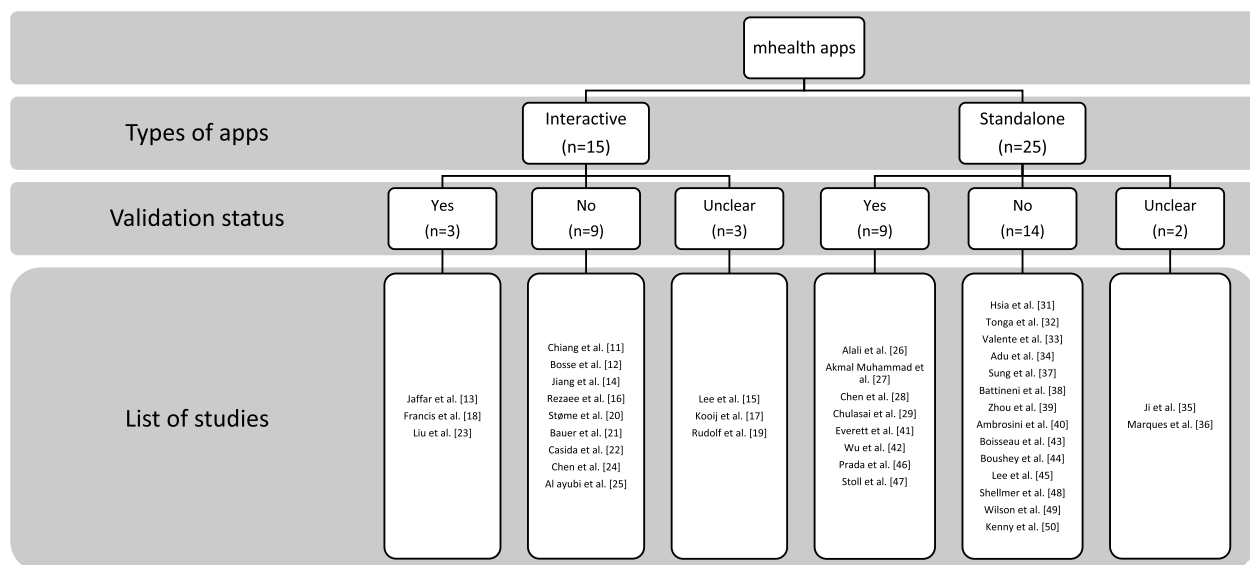 mhealth apps
Types of apps
Interactive
(n=15)
Standalone
(n=25)
Validation status
Yes
(n=3)
No
(n=9)
Unclear
(n=3)
Yes
(n=9)
No
(n=14)
Unclear
(n=2)
List of studies
Jaffar et al. [13]
Francis et al. [18]
Liu et al. [23]
Chiang et al. [11]
Bosse et al. [12]
Jiang et al. [14]
Rezaee et al. [16]
Støme et al. [20]
Bauer et al. [21]
Casida et al. [22]
Chen et al. [24]
Al ayubi et al. [25]
Lee et al. [15]
Kooij et al. [17]
Rudolf et al. [19]
Alali et al. [26]
Akmal Muhammad et
al. [27]
Chen et al. [28]
Chulasai et al. [29]
Everett et al. [41]
Wu et al. [42]
Prada et al. [46]
Stoll et al. [47]
Hsia et al. [31]
Tonga et al. [32]
Valente et al. [33]
Adu et al. [34]
Sung et al. [37]
Battineni et al. [38]
Zhou et al. [39]
Ambrosini et al. [40]
Boisseau et al. [43]
Boushey et al. [44]
Lee et al. [45]
Shellmer et al. [48]
Wilson et al. [49]
Kenny et al. [50]
Ji et al. [35]
Marques et al. [36]